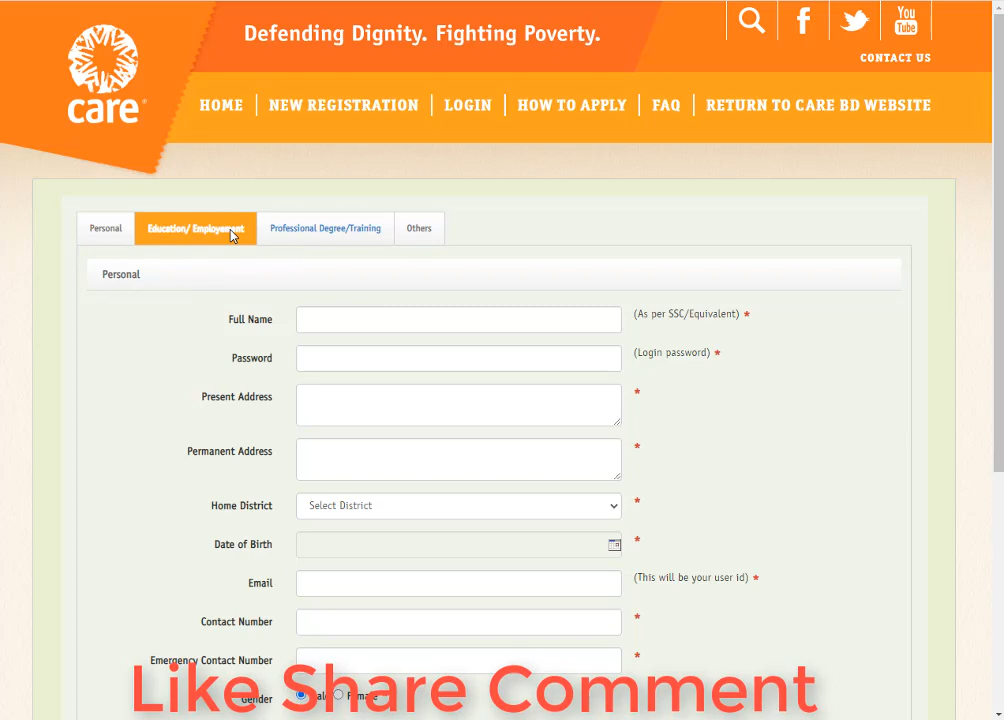 Defending Dignity. Fighting Poverty.
You
Tube
CONTACT US
care
HOME
NEW REGISTRATION
LOGIN
HOW TO APPLY
FAQ
RETURN TO CARE BD WEBSITE
Personal
Education/ Employement
Professional Degree/Training
Others
Personal
Full Name
(As per SSC/Equivalent) *
Password
(Login password) *
Present Address
*
Permanent Address
*
Home District
Select District
*
Date of Birth
*
Email
(This will be your user id) *
Contact Number
*
Emergency Contact Number
*
Like Share Comment
Gender